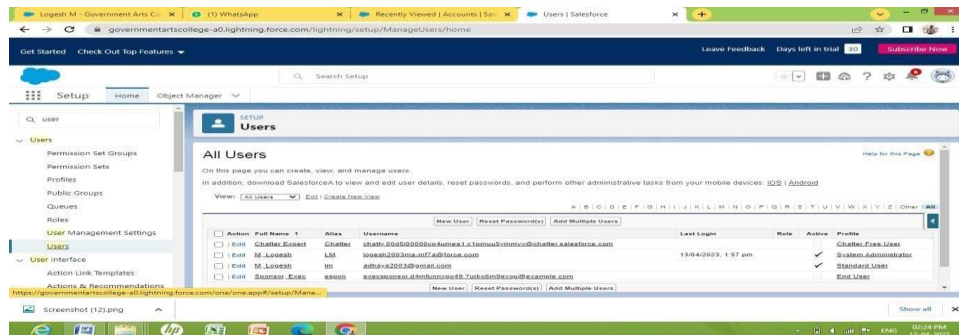 Logesh M - Government Arts Co
(1) WhatsApp
Recently Viewed | Accounts | Sal
Users | Salesforce
governmentartscollege-a0.lightning.force.com/lightning/setup/ManageUsers/home
Get Started Check Out Top Features
Leave Feedback Days left in trial 30 Subscribe Now
Search Setup
Setup Home Object Manager
user
SETUP
Users
Users
Permission Set Groups
Permission Sets
Profiles
Public Groups
Queues
Roles
User Management Settings
Users
User Interface
Action Link Templates
Actions & Recommendations
All Users
Help for this Page
On this page you can create, view, and manage users.
In addition, download SalesforceA to view and edit user details, reset passwords, and perform other administrative tasks from your mobile devices: iOS | Android
View: All Users Edit | Create New View
A | B | C | D | E | F | G | H | I | J | K | L | M | N | O | P | Q | R | S | T | U | V | W | X | Y | Z | Other | All
New User Reset Password(s) Add Multiple Users
Action Full Name ↑ Alias Username Last Login Role Active Profile
Edit Chatter Expert Chatter Chatter Free User
Edit M Logesh LM logesh2003ma.mf7a@force.com 13/04/2023, 1:57 pm System Administrator
Edit M Logesh lm adhaya2003@gmail.com Standard User
Edit Sponsor Exec End User
New User Reset Password(s) Add Multiple Users
https://governmentartscollege-a0.lightning.force.com/one/one.app#/setup/Mana...
Screenshot (12).png
Show all
ENG 02:24 PM
13-04-2023